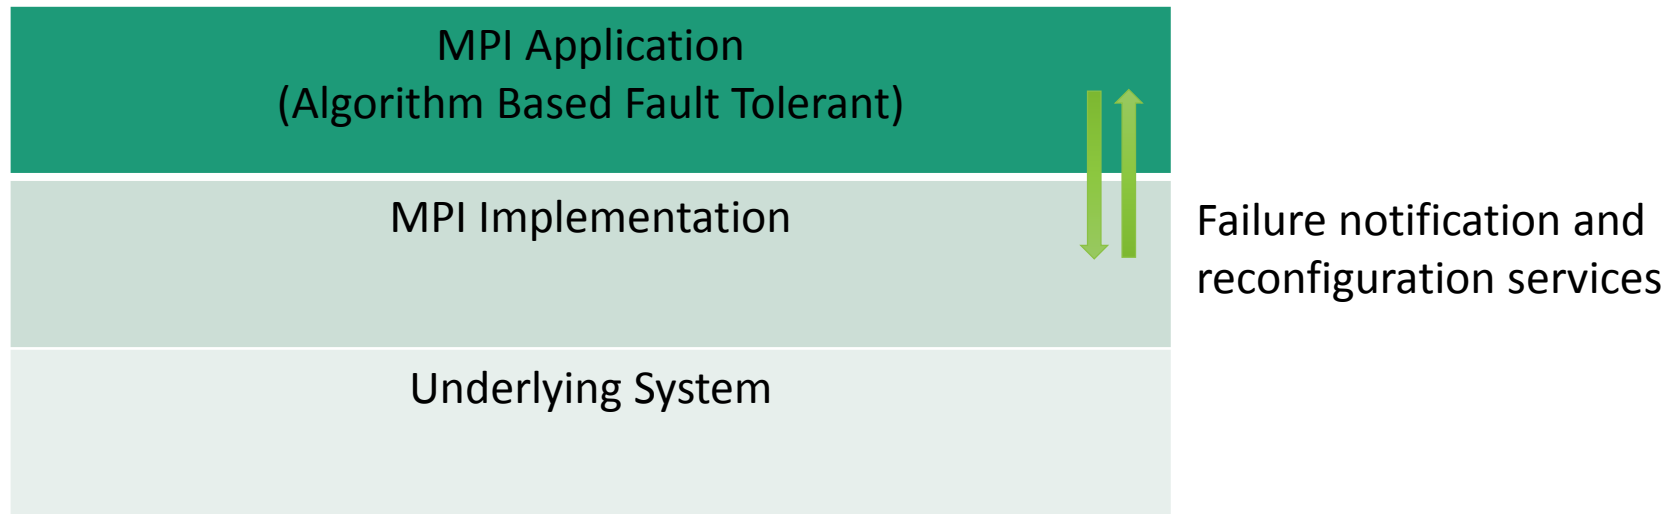 MPI Application
(Algorithm Based Fault Tolerant)
MPI Implementation
Failure notification and
reconfiguration services
Underlying System